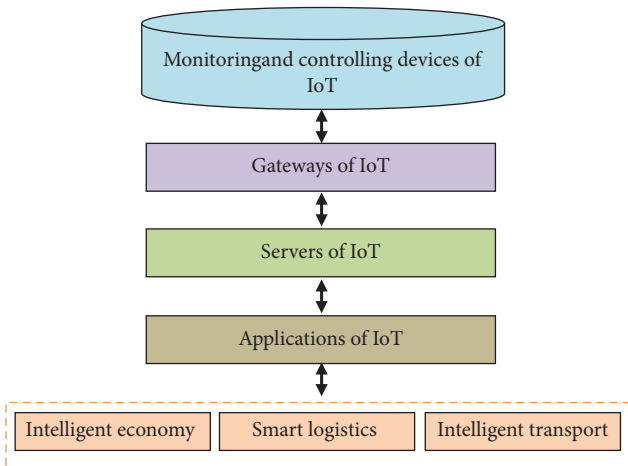 Monitoringand controlling devices of
IoT
Gateways of IoT
Servers of IoT
Applications of IoT
Intelligent economy
Smart logistics
Intelligent transport